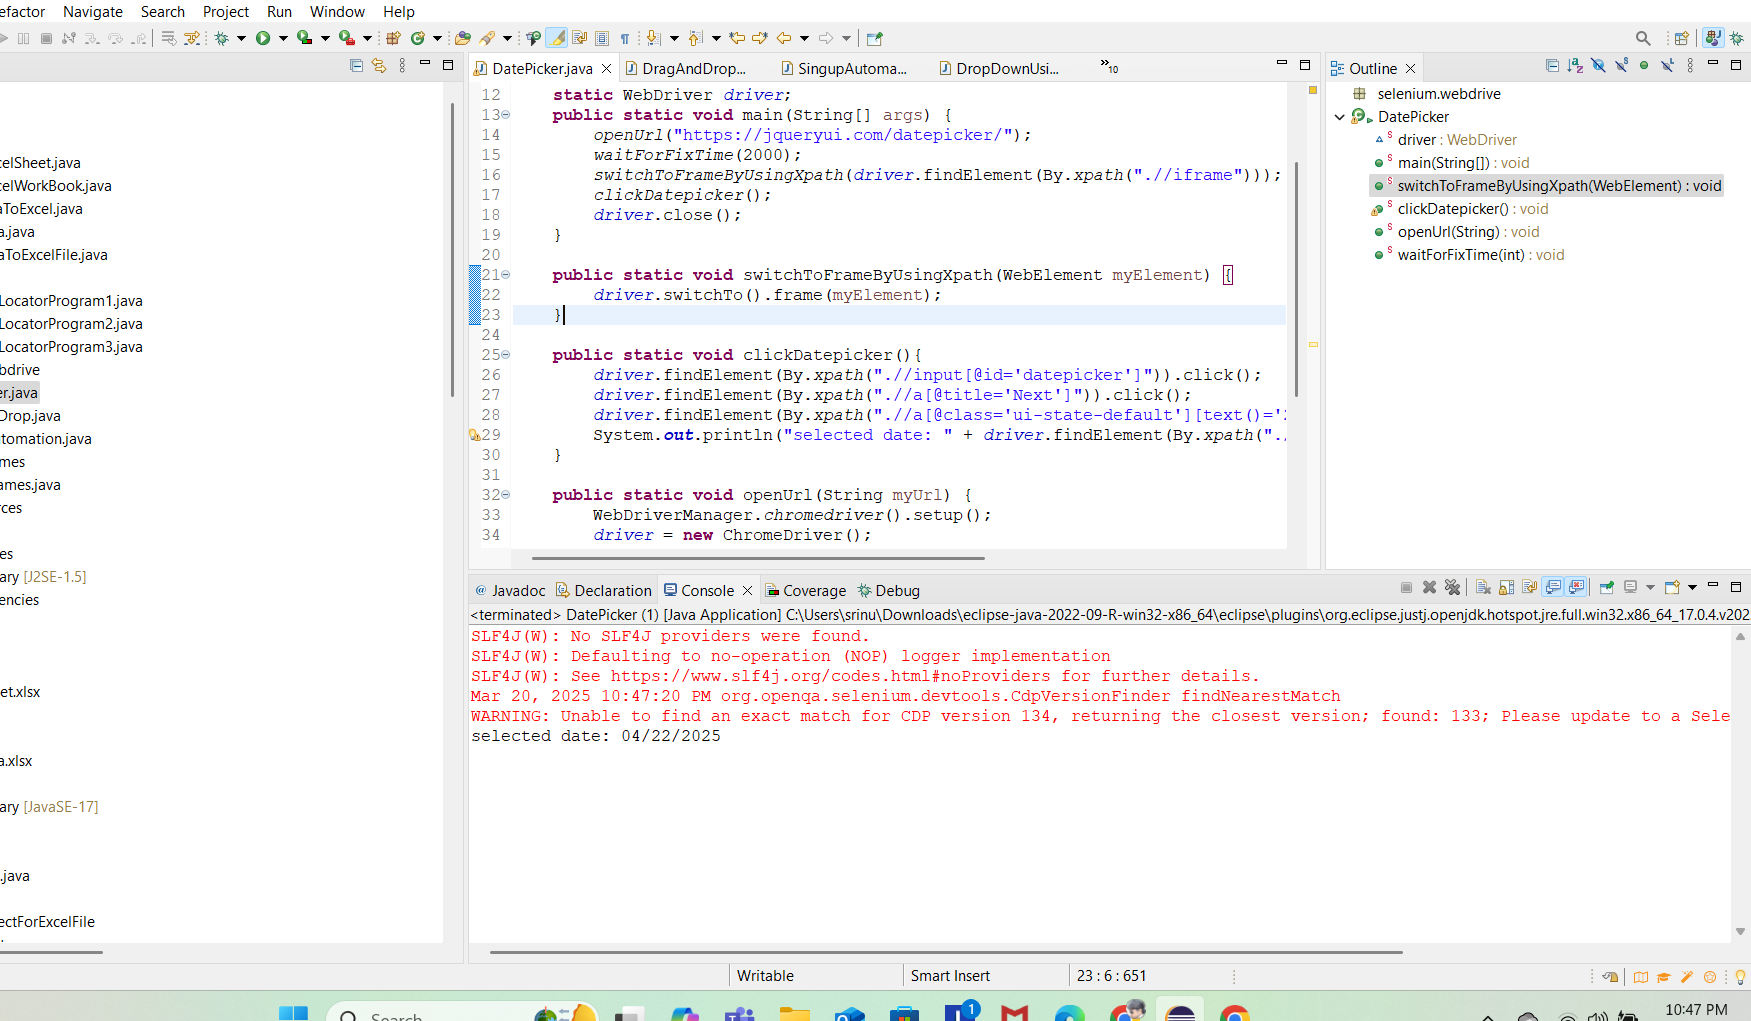 efactor Navigate Search Project Run Window Help
DatePicker.java DragAndDrop... SingupAutoma... DropDownUsi... »10
Outline
celSheet.java
celWorkBook.java
aToExcel.java
a.java
aToExcelFile.java
LocatorProgram1.java
LocatorProgram2.java
LocatorProgram3.java
bdrive
er.java
Drop.java
utomation.java
mes
ames.java
rces
es
ary [J2SE-1.5]
encies
et.xlsx
a.xlsx
ary [JavaSE-17]
.java
ectForExcelFile
12 static WebDriver driver;
13 public static void main(String[] args) {
14 openUrl("https://jqueryui.com/datepicker/");
15 waitForFixTime(2000);
16 switchToFrameByUsingXpath(driver.findElement(By.xpath(".//iframe")));
17 clickDatepicker();
18 driver.close();
19 }
20
21 public static void switchToFrameByUsingXpath(WebElement myElement) {
22 driver.switchTo().frame(myElement);
23 }
24
25 public static void clickDatepicker(){
26 driver.findElement(By.xpath(".//input[@id='datepicker']")).click();
27 driver.findElement(By.xpath(".//a[@title='Next']")).click();
28 driver.findElement(By.xpath(".//a[@class='ui-state-default'][text()='
29 System.out.println("selected date: " + driver.findElement(By.xpath("./
30 }
31
32 public static void openUrl(String myUrl) {
33 WebDriverManager.chromedriver().setup();
34 driver = new ChromeDriver();
selenium.webdrive
DatePicker
driver : WebDriver
main(String[]) : void
switchToFrameByUsingXpath(WebElement) : void
clickDatepicker() : void
openUrl(String) : void
waitForFixTime(int) : void
@ Javadoc Declaration Console Coverage Debug
<terminated> DatePicker (1) [Java Application] C:\Users\srinu\Downloads\eclipse-java-2022-09-R-win32-x86_64\eclipse\plugins\org.eclipse.justj.openjdk.hotspot.jre.full.win32.x86_64_17.0.4.v202
SLF4J(W): No SLF4J providers were found.
SLF4J(W): Defaulting to no-operation (NOP) logger implementation
SLF4J(W): See https://www.slf4j.org/codes.html#noProviders for further details.
Mar 20, 2025 10:47:20 PM org.openqa.selenium.devtools.CdpVersionFinder findNearestMatch
WARNING: Unable to find an exact match for CDP version 134, returning the closest version; found: 133; Please update to a Sele
selected date: 04/22/2025
Writable Smart Insert 23 : 6 : 651
Search
1
10:47 PM